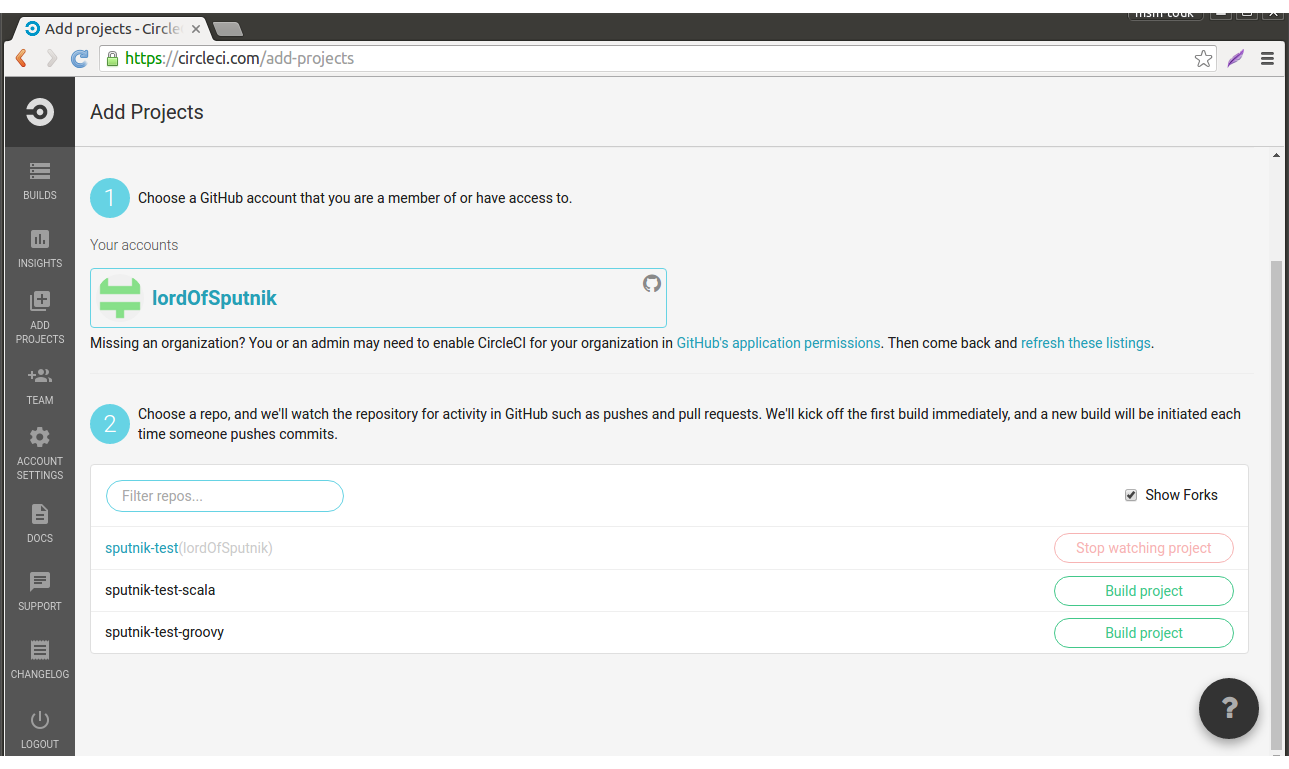 msm touk
Add projects - Circle
https://circleci.com/add-projects
Add Projects
BUILDS
INSIGHTS
ADD
PROJECTS
TEAM
ACCOUNT
SETTINGS
DOCS
SUPPORT
CHANGELOG
LOGOUT
1
Choose a GitHub account that you are a member of or have access to.
Your accounts
lordOfSputnik
Missing an organization? You or an admin may need to enable CircleCI for your organization in GitHub's application permissions. Then come back and refresh these listings.
2
Choose a repo, and we'll watch the repository for activity in GitHub such as pushes and pull requests. We'll kick off the first build immediately, and a new build will be initiated each
time someone pushes commits.
Filter repos...
Show Forks
sputnik-test(lordOfSputnik)
Stop watching project
sputnik-test-scala
Build project
sputnik-test-groovy
Build project
?